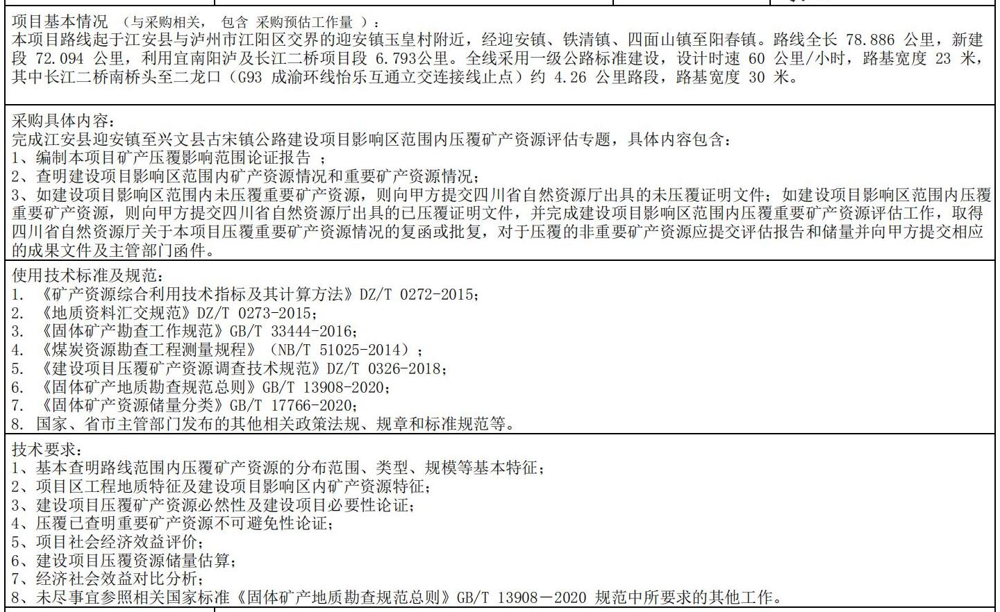 项目基本情况 （与采购相关， 包含 采购预估工作量 ）：
本项目路线起于江安县与泸州市江阳区交界的迎安镇玉皇村附近，经迎安镇、铁清镇、四面山镇至阳春镇。路线全长 78.886 公里，新建
段 72.094 公里，利用宜南阳泸及长江二桥项目段 6.793公里。全线采用一级公路标准建设，设计时速 60 公里/小时，路基宽度 23 米，
其中长江二桥南桥头至二龙口（G93 成渝环线怡乐互通立交连接线止点）约 4.26 公里路段，路基宽度 30 米。
采购具体内容：
完成江安县迎安镇至兴文县古宋镇公路建设项目影响区范围内压覆矿产资源评估专题，具体内容包含：
1、编制本项目矿产压覆影响范围论证报告 ；
2、查明建设项目影响区范围内矿产资源情况和重要矿产资源情况；
3、如建设项目影响区范围内未压覆重要矿产资源，则向甲方提交四川省自然资源厅出具的未压覆证明文件；如建设项目影响区范围内压覆
重要矿产资源，则向甲方提交四川省自然资源厅出具的已压覆证明文件，并完成建设项目影响区范围内压覆重要矿产资源评估工作，取得
四川省自然资源厅关于本项目压覆重要矿产资源情况的复函或批复，对于压覆的非重要矿产资源应提交评估报告和储量并向甲方提交相应
的成果文件及主管部门函件。
使用技术标准及规范：
1. 《矿产资源综合利用技术指标及其计算方法》DZ/T 0272-2015；
2. 《地质资料汇交规范》DZ/T 0273-2015；
3. 《固体矿产勘查工作规范》GB/T 33444-2016；
4. 《煤炭资源勘查工程测量规程》（NB/T 51025-2014）；
5. 《建设项目压覆矿产资源调查技术规范》DZ/T 0326-2018；
6. 《固体矿产地质勘查规范总则》GB/T 13908-2020；
7. 《固体矿产资源储量分类》GB/T 17766-2020；
8. 国家、省市主管部门发布的其他相关政策法规、规章和标准规范等。
技术要求：
1、基本查明路线范围内压覆矿产资源的分布范围、类型、规模等基本特征；
2、项目区工程地质特征及建设项目影响区内矿产资源特征；
3、建设项目压覆矿产资源必然性及建设项目必要性论证；
4、压覆已查明重要矿产资源不可避免性论证；
5、项目社会经济效益评价；
6、建设项目压覆资源储量估算；
7、经济社会效益对比分析；
8、未尽事宜参照相关国家标准《固体矿产地质勘查规范总则》GB/T 13908－2020 规范中所要求的其他工作。